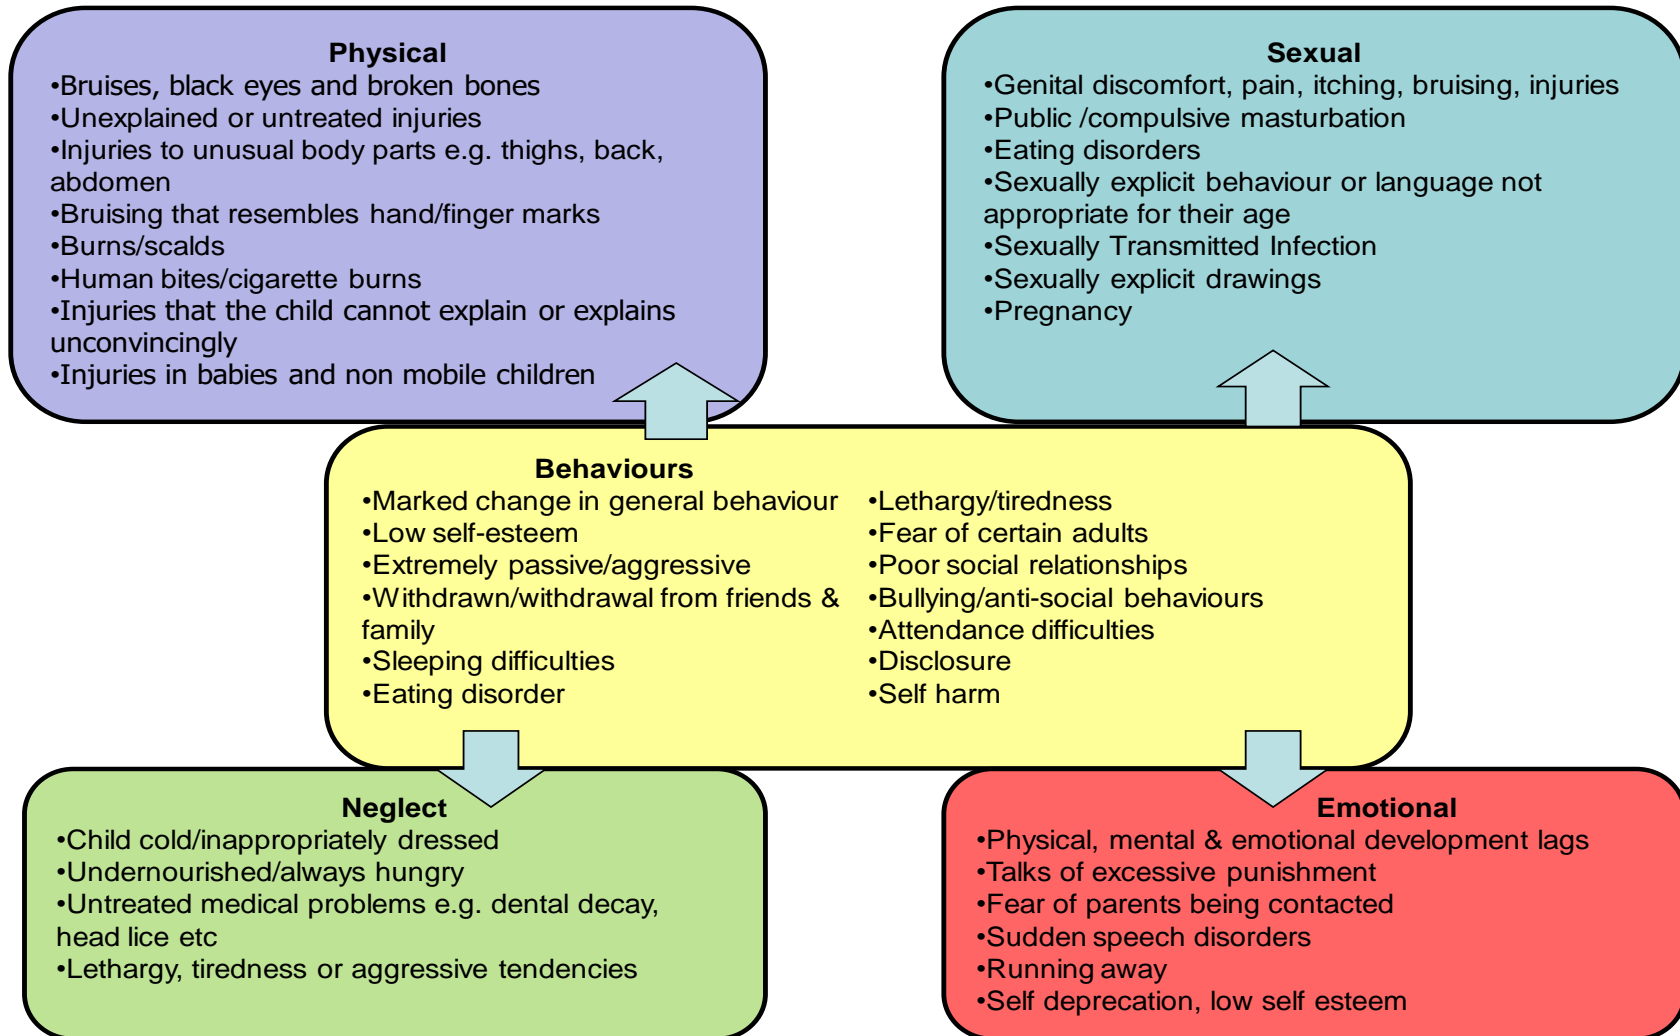 Physical
•Bruises, black eyes and broken bones
•Unexplained or untreated injuries
•Injuries to unusual body parts e.g. thighs, back,
abdomen
•Bruising that resembles hand/finger marks
•Burns/scalds
•Human bites/cigarette burns
•Injuries that the child cannot explain or explains
unconvincingly
•Injuries in babies and non mobile children
Sexual
•Genital discomfort, pain, itching, bruising, injuries
•Public /compulsive masturbation
•Eating disorders
•Sexually explicit behaviour or language not
appropriate for their age
•Sexually Transmitted Infection
•Sexually explicit drawings
•Pregnancy
Behaviours
•Marked change in general behaviour
•Low self-esteem
•Extremely passive/aggressive
•Withdrawn/withdrawal from friends &
family
•Sleeping difficulties
•Eating disorder
•Lethargy/tiredness
•Fear of certain adults
•Poor social relationships
•Bullying/anti-social behaviours
•Attendance difficulties
•Disclosure
•Self harm
Neglect
•Child cold/inappropriately dressed
•Undernourished/always hungry
•Untreated medical problems e.g. dental decay,
head lice etc
•Lethargy, tiredness or aggressive tendencies
Emotional
•Physical, mental & emotional development lags
•Talks of excessive punishment
•Fear of parents being contacted
•Sudden speech disorders
•Running away
•Self deprecation, low self esteem